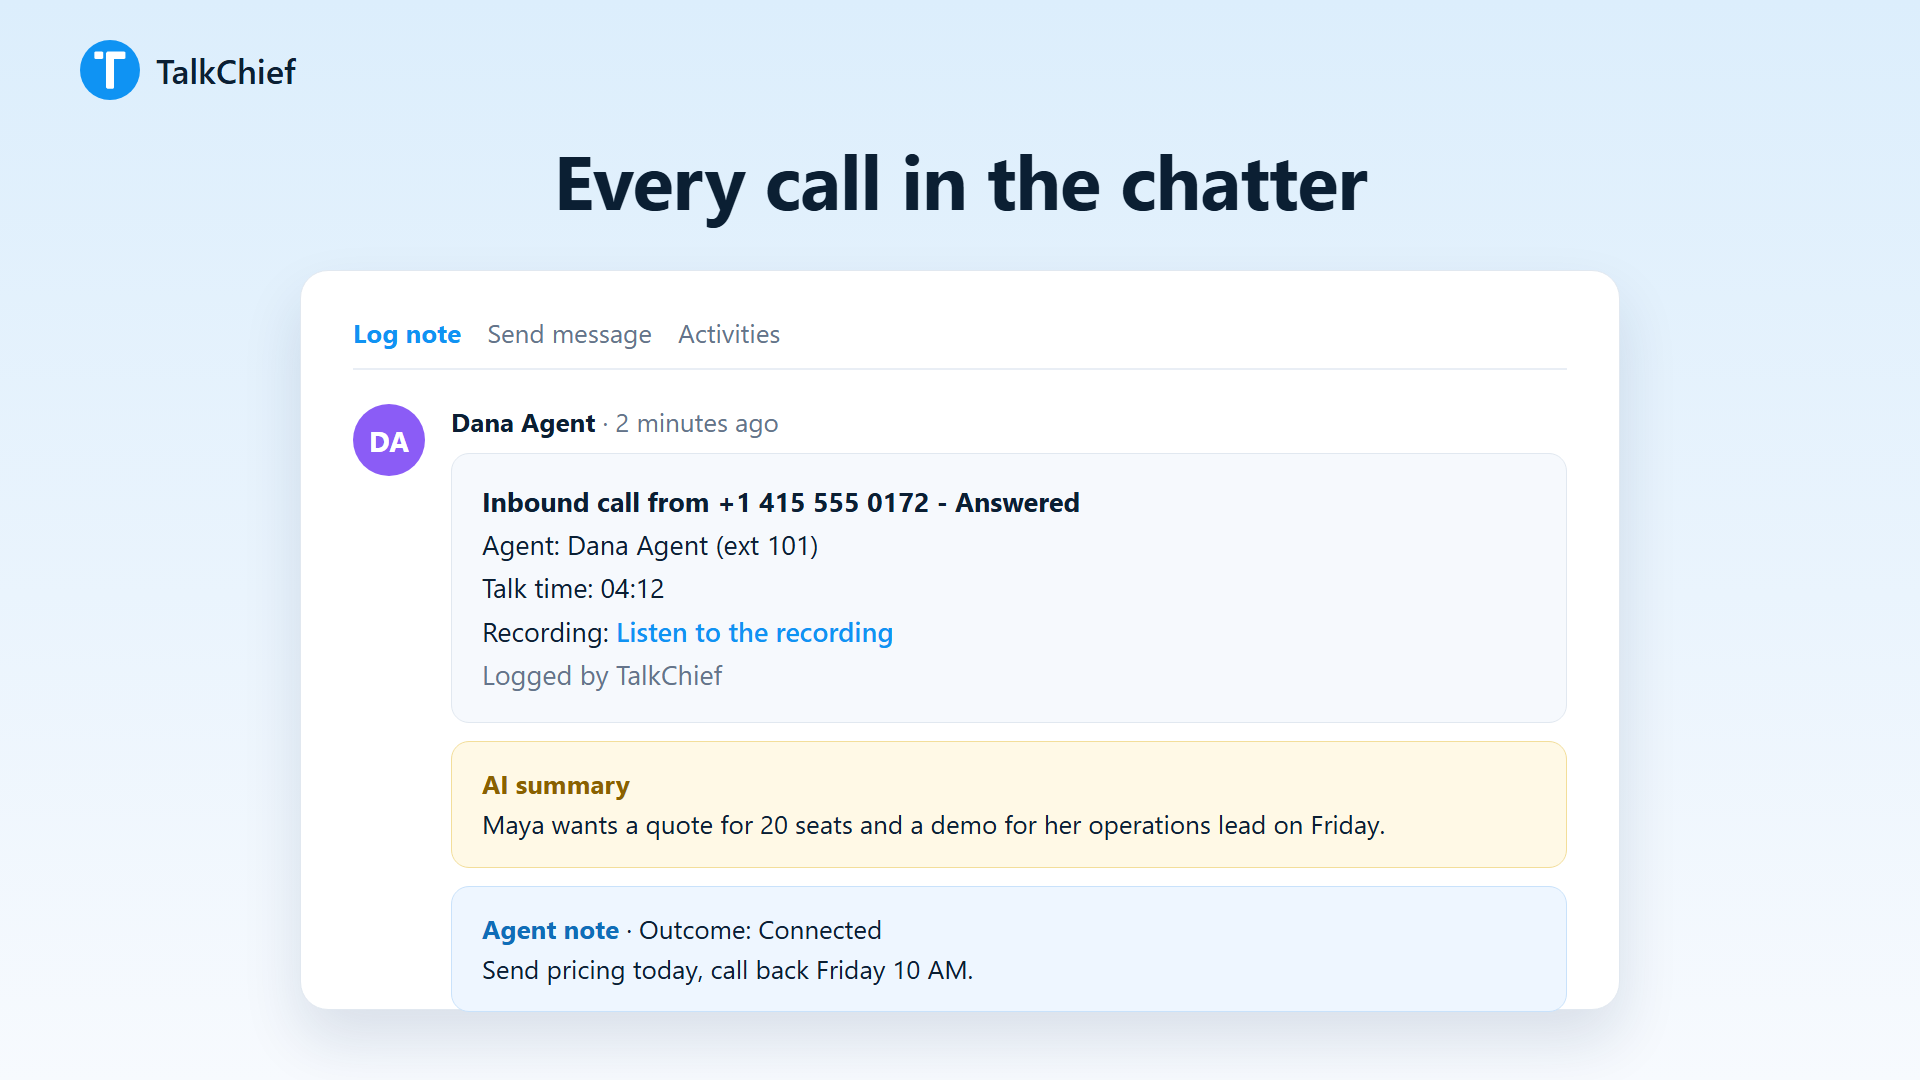 TalkChief
Every call in the chatter
Log note Send message Activities
DA
Dana Agent · 2 minutes ago
Inbound call from +1 415 555 0172 - Answered
Agent: Dana Agent (ext 101)
Talk time: 04:12
Recording: Listen to the recording
Logged by TalkChief
AI summary
Maya wants a quote for 20 seats and a demo for her operations lead on Friday.
Agent note · Outcome: Connected
Send pricing today, call back Friday 10 AM.